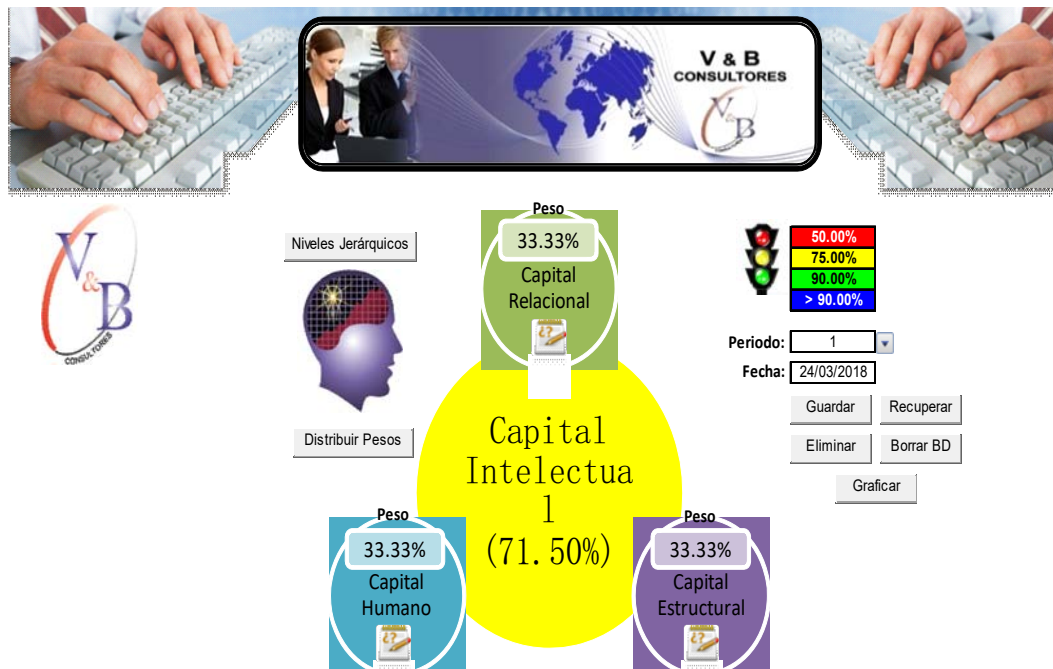 V & B
CONSULTORES
V&B
V
&
B
CONSULTORES
Niveles Jerárquicos
Distribuir Pesos
Peso
33.33%
Capital
Relacional
¿?
50.00%
75.00%
90.00%
> 90.00%
Periodo: 1
Fecha: 24/03/2018
Guardar Recuperar
Eliminar Borrar BD
Graficar
Capital
Intelectua
l
(71.50%)
Peso
33.33%
Capital
Humano
¿?
Peso
33.33%
Capital
Estructural
¿?